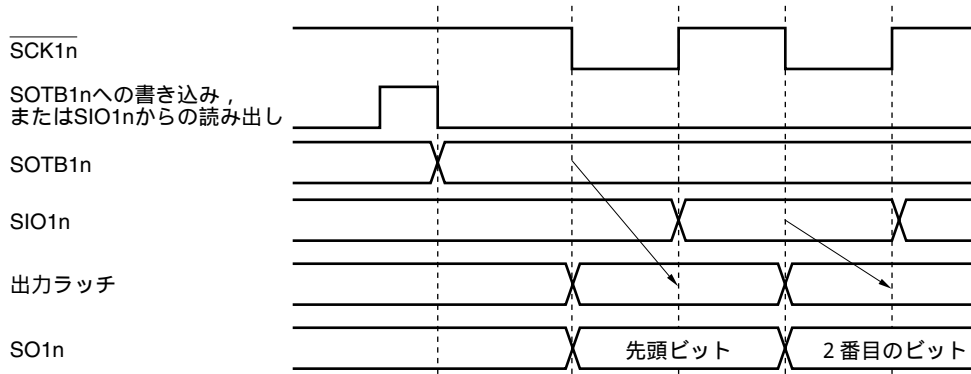 SCK1n
SOTB1nへの書き込み，
またはSIO1nからの読み出し
SOTB1n
SIO1n
出力ラッチ
SO1n
先頭ビット
2番目のビット